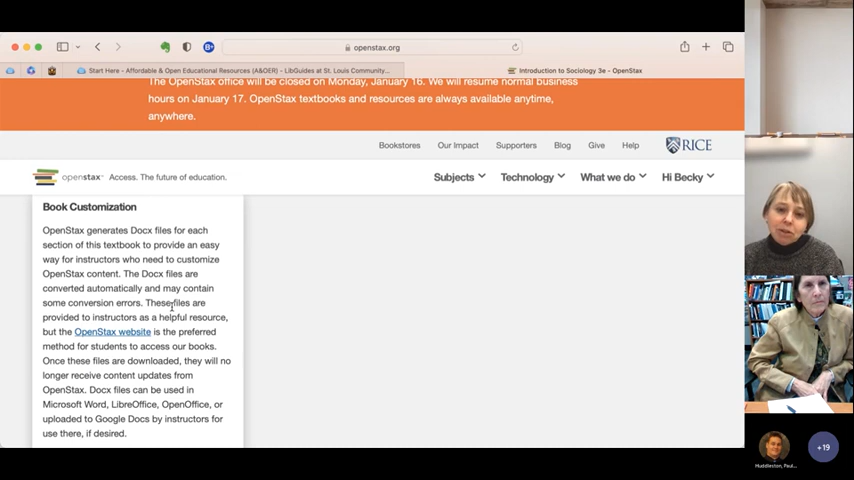 openstax.org
Start Here - Affordable & Open Educational Resources (A&OER) - LibGuides at St. Louis Community...
Introduction to Sociology 3e - OpenStax
The OpenStax office will be closed on Monday, January 16. We will resume normal business
hours on January 17. OpenStax textbooks and resources are always available anytime,
anywhere.
Bookstores Our Impact Supporters Blog Give Help RICE
openstax™ Access. The future of education.
Subjects Technology What we do Hi Becky
Book Customization
OpenStax generates Docx files for each
section of this textbook to provide an easy
way for instructors who need to customize
OpenStax content. The Docx files are
converted automatically and may contain
some conversion errors. These files are
provided to instructors as a helpful resource,
but the OpenStax website is the preferred
method for students to access our books.
Once these files are downloaded, they will no
longer receive content updates from
OpenStax. Docx files can be used in
Microsoft Word, LibreOffice, OpenOffice, or
uploaded to Google Docs by instructors for
use there, if desired.
+19
Huddleston, Paul...